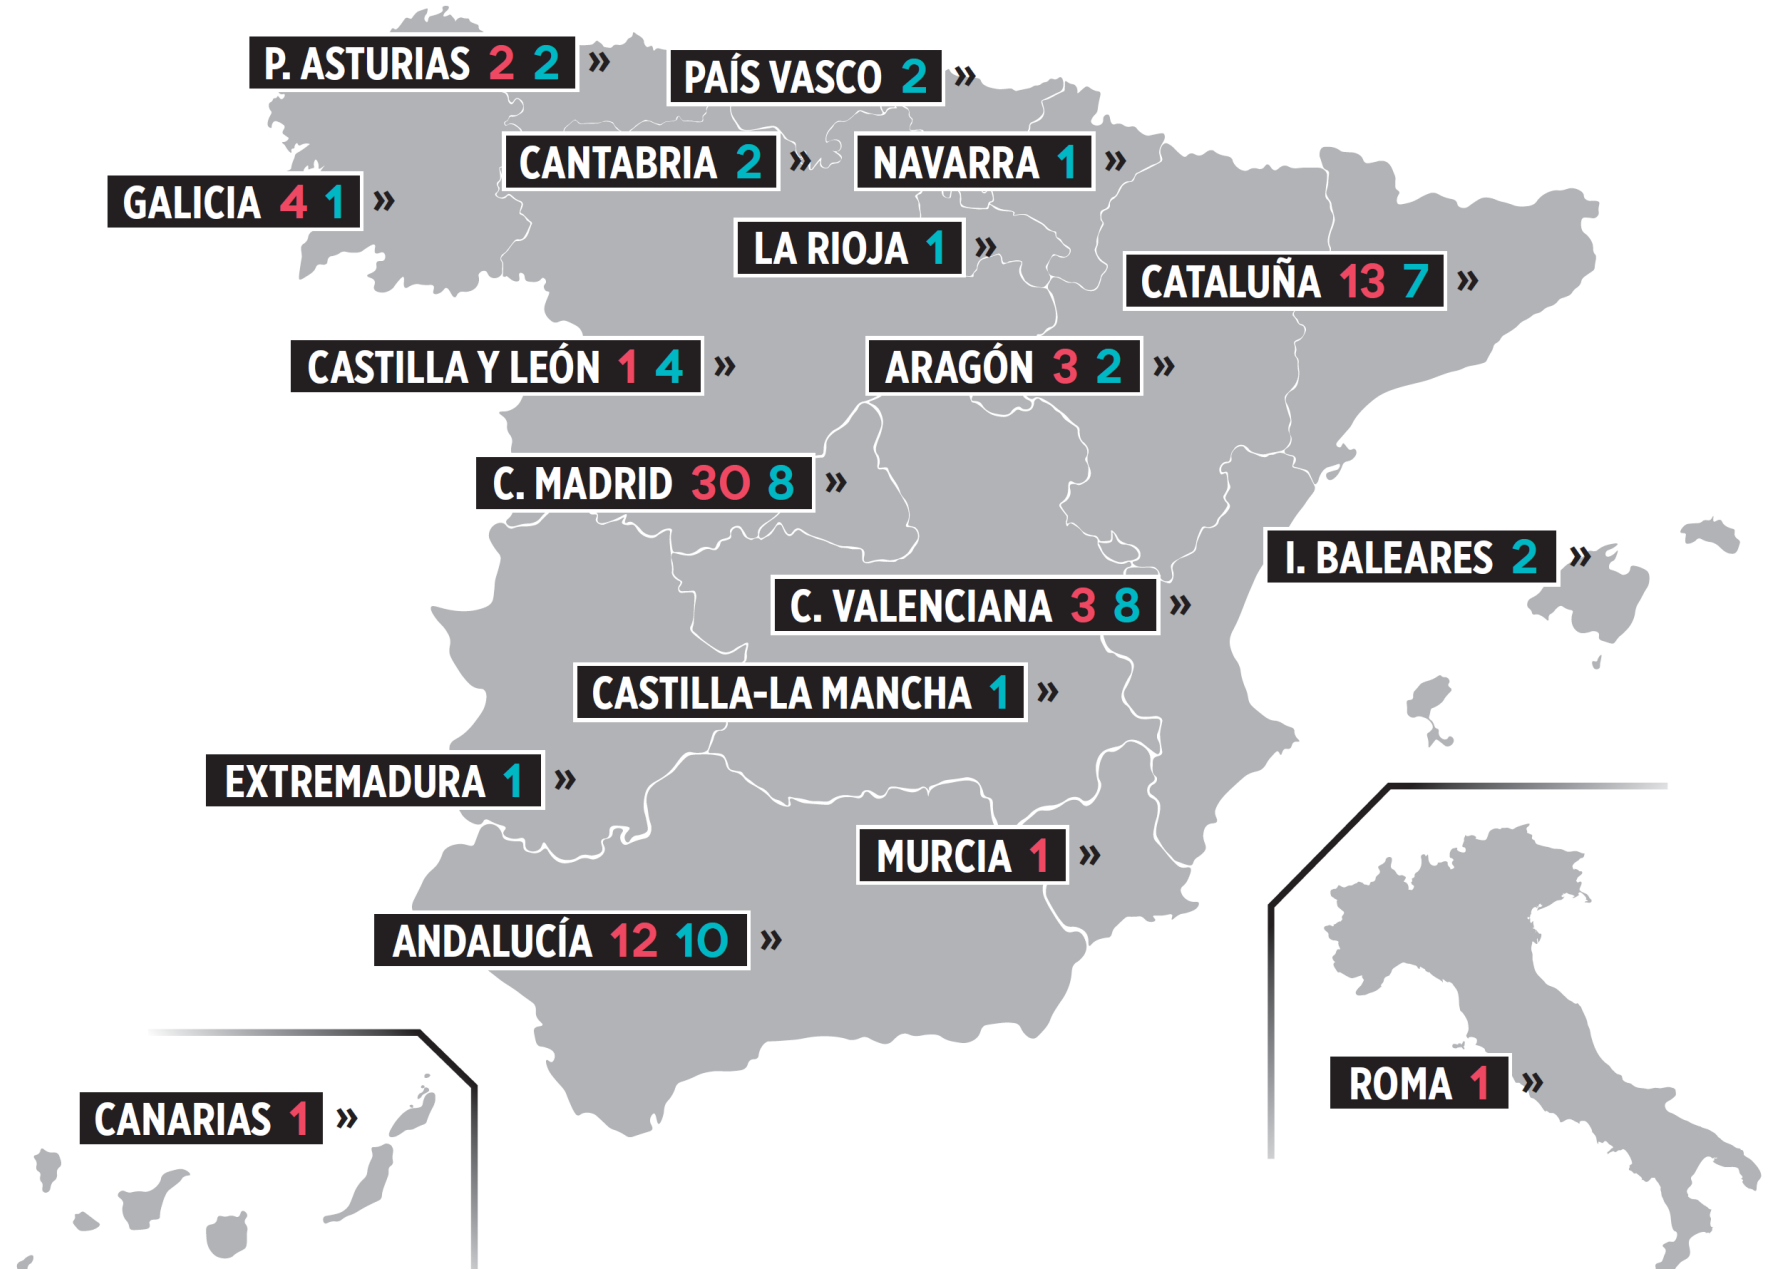 P. ASTURIAS 2 2 »
PAÍS VASCO 2 »
CANTABRIA 2 »
NAVARRA 1 »
GALICIA 4 1 »
LA RIOJA 1 »
CATALUÑA 13 7 »
CASTILLA Y LEÓN 1 4 »
ARAGÓN 3 2 »
C. MADRID 30 8 »
I. BALEARES 2 »
C. VALENCIANA 3 8 »
CASTILLA-LA MANCHA 1 »
EXTREMADURA 1 »
MURCIA 1 »
ANDALUCÍA 12 10 »
ROMA 1 »
CANARIAS 1 »